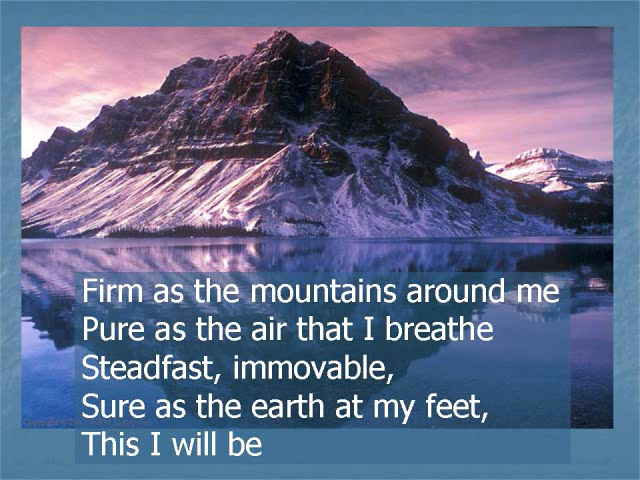 Firm as the mountains around me
Pure as the air that I breathe
Steadfast, immovable,
Sure as the earth at my feet,
This I will be